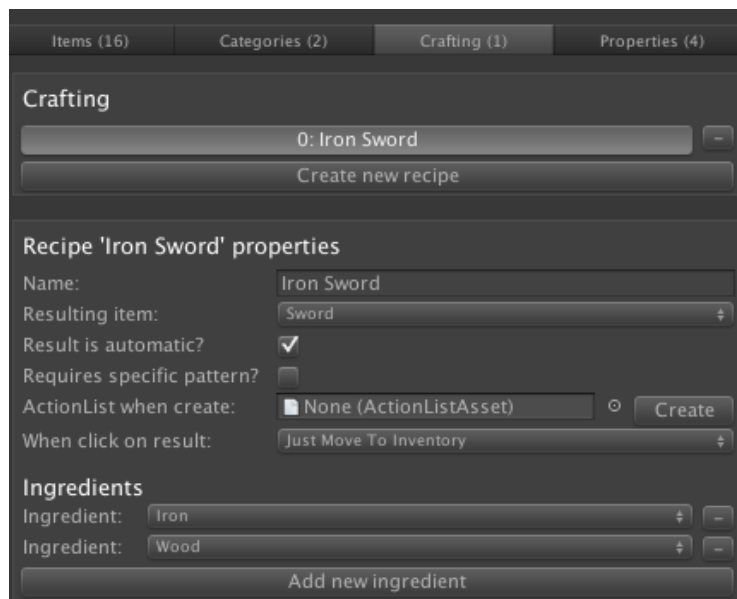 Items (16) Categories (2) Crafting (1) Properties (4)
Crafting
0: Iron Sword -
Create new recipe
Recipe 'Iron Sword' properties
Name: Iron Sword
Resulting item: Sword
Result is automatic?
Requires specific pattern?
ActionList when create: None (ActionListAsset) Create
When click on result: Just Move To Inventory
Ingredients
Ingredient: Iron -
Ingredient: Wood -
Add new ingredient